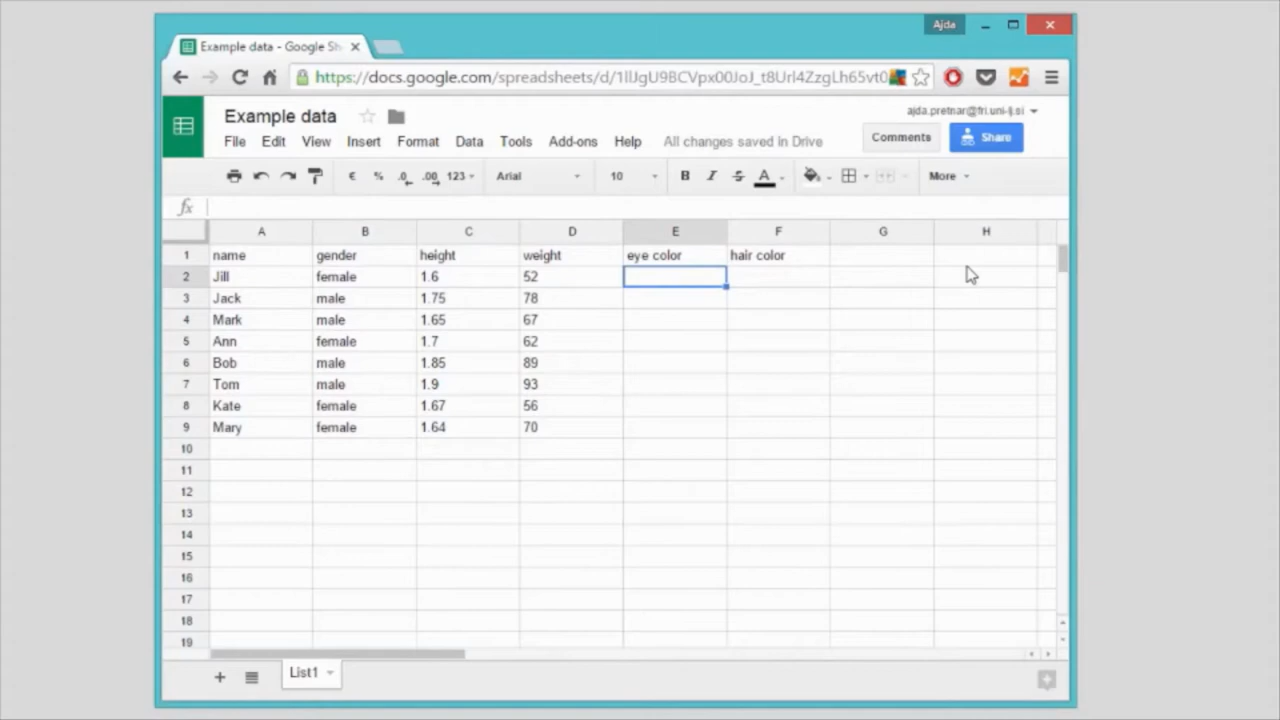 Ajda
Example data - Google Sh
https://docs.google.com/spreadsheets/d/
Example data
ajda.pretnar@fri.uni-lj.si
File Edit View Insert Format Data Tools Add-ons Help All changes saved in Drive
Comments Share
€ % .0 .00 123 Arial 10 B I S A More
fx
A B C D E F G H
1 name gender height weight eye color hair color
2 Jill female 1.6 52
3 Jack male 1.75 78
4 Mark male 1.65 67
5 Ann female 1.7 62
6 Bob male 1.85 89
7 Tom male 1.9 93
8 Kate female 1.67 56
9 Mary female 1.64 70
10
11
12
13
14
15
16
17
18
19
List1